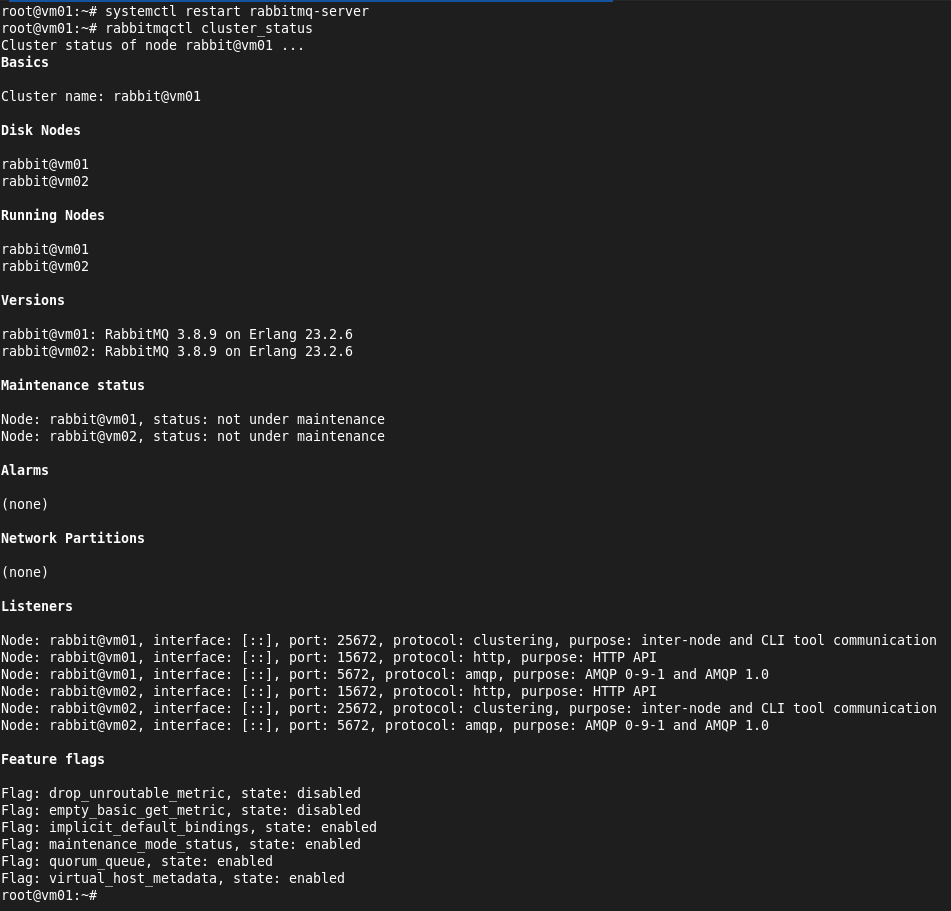 root@vm01:~# systemctl restart rabbitmq-server
root@vm01:~# rabbitmqctl cluster_status
Cluster status of node rabbit@vm01 ...
Basics
Cluster name: rabbit@vm01
Disk Nodes
rabbit@vm01
rabbit@vm02
Running Nodes
rabbit@vm01
rabbit@vm02
Versions
rabbit@vm01: RabbitMQ 3.8.9 on Erlang 23.2.6
rabbit@vm02: RabbitMQ 3.8.9 on Erlang 23.2.6
Maintenance status
Node: rabbit@vm01, status: not under maintenance
Node: rabbit@vm02, status: not under maintenance
Alarms
(none)
Network Partitions
(none)
Listeners
Node: rabbit@vm01, interface: [::], port: 25672, protocol: clustering, purpose: inter-node and CLI tool communication
Node: rabbit@vm01, interface: [::], port: 15672, protocol: http, purpose: HTTP API
Node: rabbit@vm01, interface: [::], port: 5672, protocol: amqp, purpose: AMQP 0-9-1 and AMQP 1.0
Node: rabbit@vm02, interface: [::], port: 15672, protocol: http, purpose: HTTP API
Node: rabbit@vm02, interface: [::], port: 25672, protocol: clustering, purpose: inter-node and CLI tool communication
Node: rabbit@vm02, interface: [::], port: 5672, protocol: amqp, purpose: AMQP 0-9-1 and AMQP 1.0
Feature flags
Flag: drop_unroutable_metric, state: disabled
Flag: empty_basic_get_metric, state: disabled
Flag: implicit_default_bindings, state: enabled
Flag: maintenance_mode_status, state: enabled
Flag: quorum_queue, state: enabled
Flag: virtual_host_metadata, state: enabled
root@vm01:~#